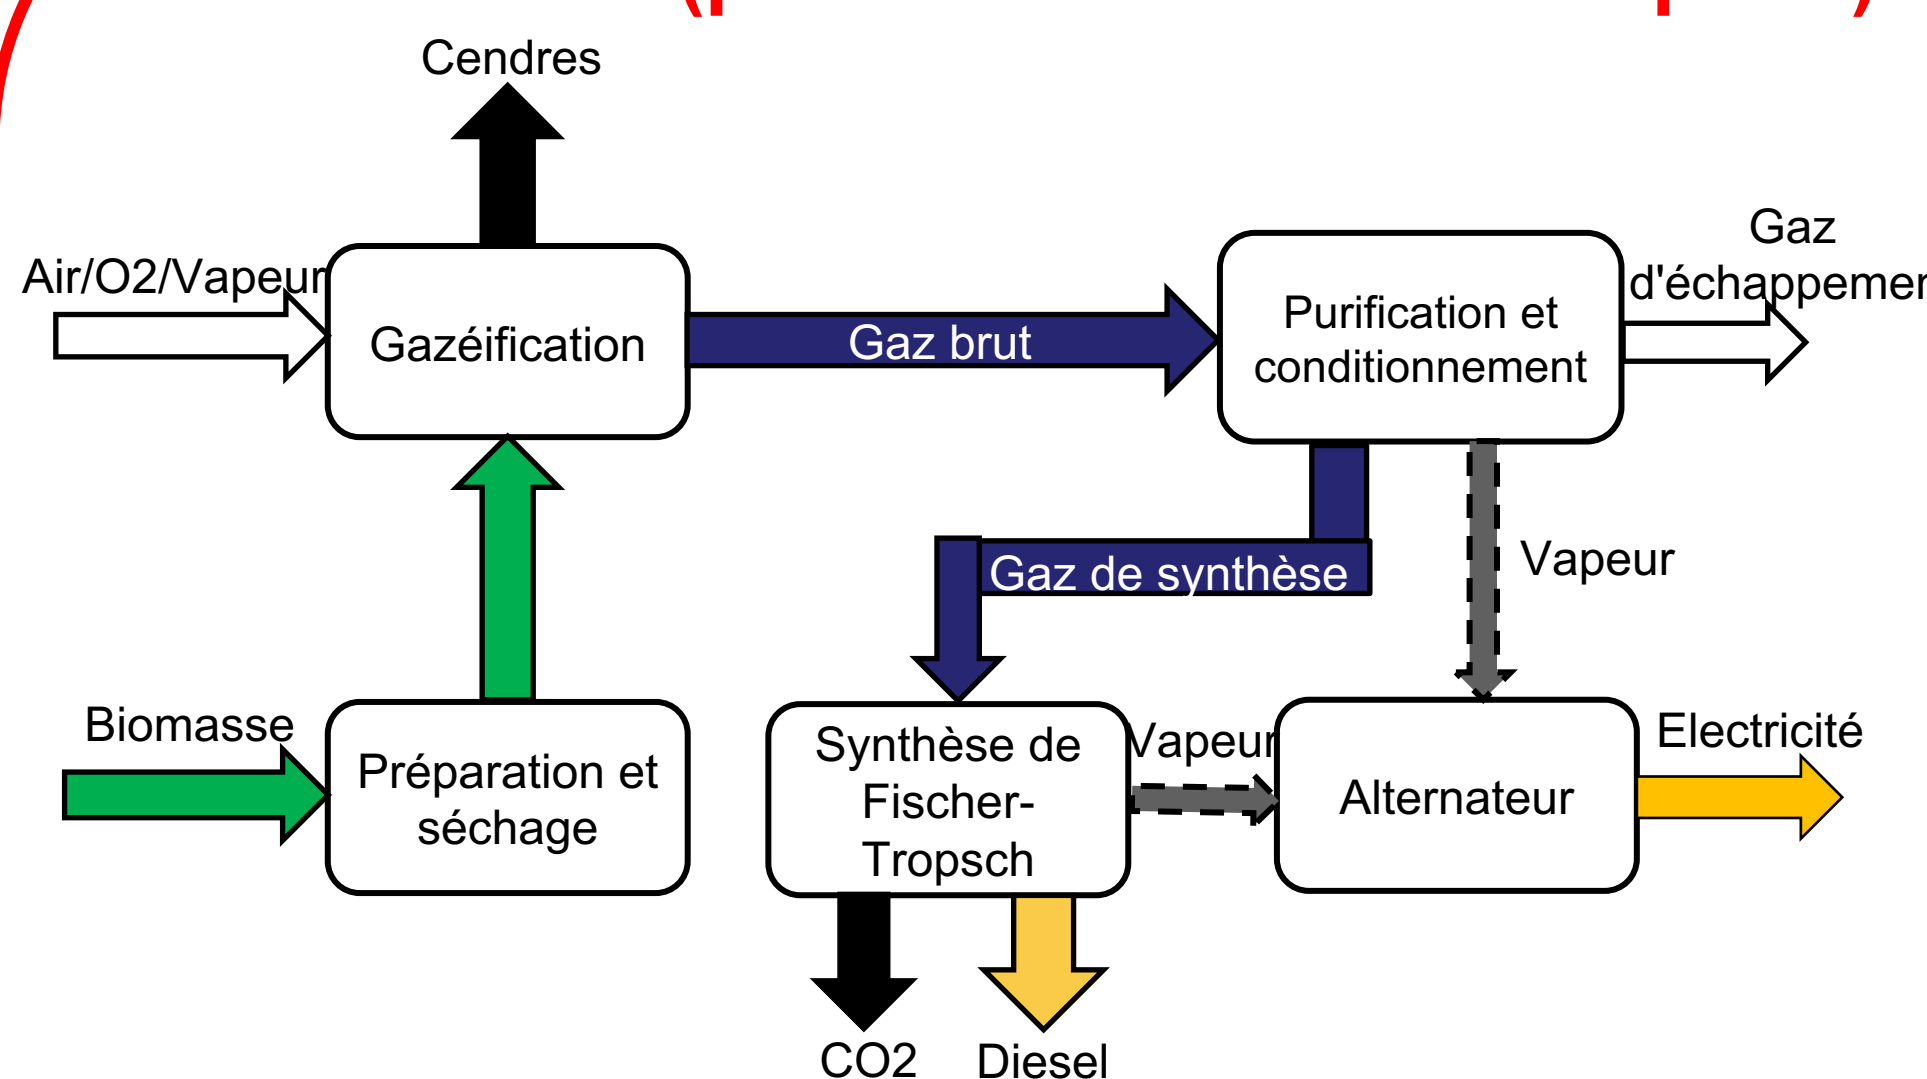 Cendres
Air/O2/Vapeur
Gazéification
Gaz brut
Purification et
conditionnement
Gaz
d'échappemen
Gaz de synthèse
Vapeur
Biomasse
Préparation et
séchage
Synthèse de
Fischer-
Tropsch
Vapeur
Alternateur
Electricité
CO2
Diesel